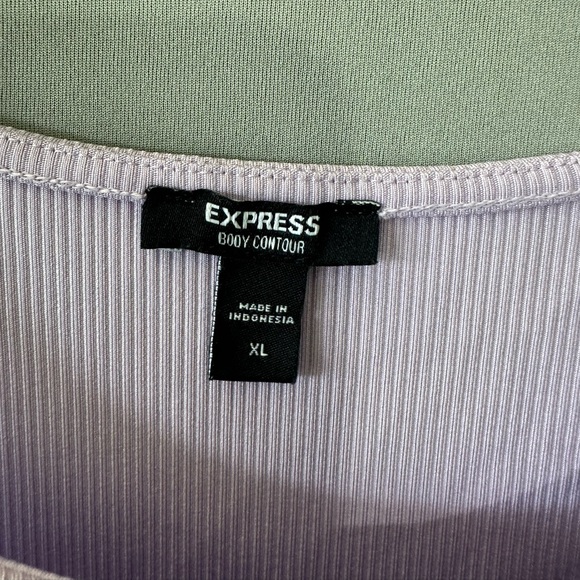 EXPRESS
BODY CONTOUR
MADE IN
INDONESIA
XL